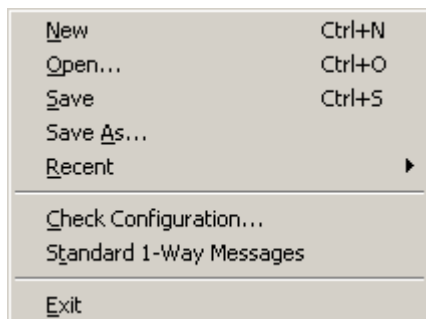 New Ctrl+N
Open... Ctrl+O
Save Ctrl+S
Save As...
Recent
Check Configuration...
Standard 1-Way Messages
Exit